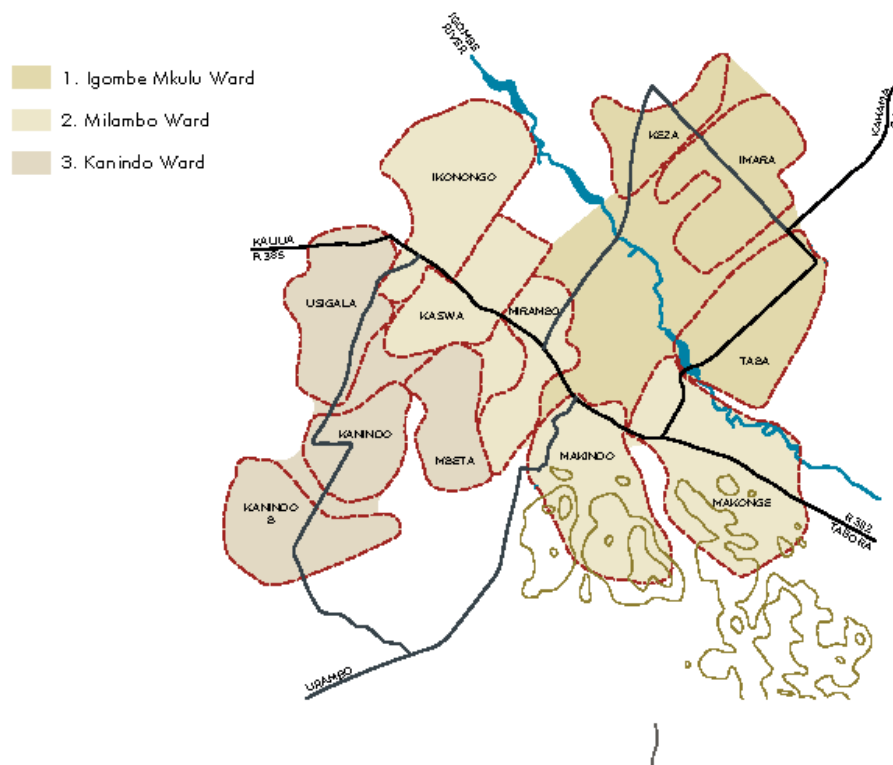 1. Igombe Mkulu Ward
2. Milambo Ward
3. Kanindo Ward
IGOMBE
RIVER
KEZA
IMARA
KAHAMA
IKONONGO
KALIUA
R 385
USIGALA
KASWA
MIRAMBO
TABA
KANINDO
MBETA
MAKINDO
MAKONGE
KANINDO
B
R 382
TABORA
URAMBO